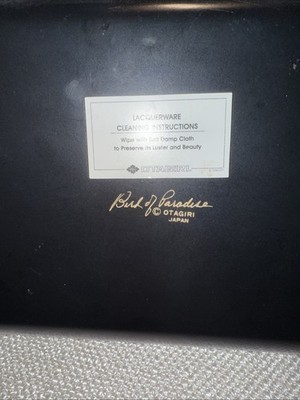 LACQUERWARE
CLEANING INSTRUCTIONS
Wipe with Soft Damp Cloth
to Preserve its Luster and Beauty
OTAGIRI
Bird of Paradise
© OTAGIRI
JAPAN